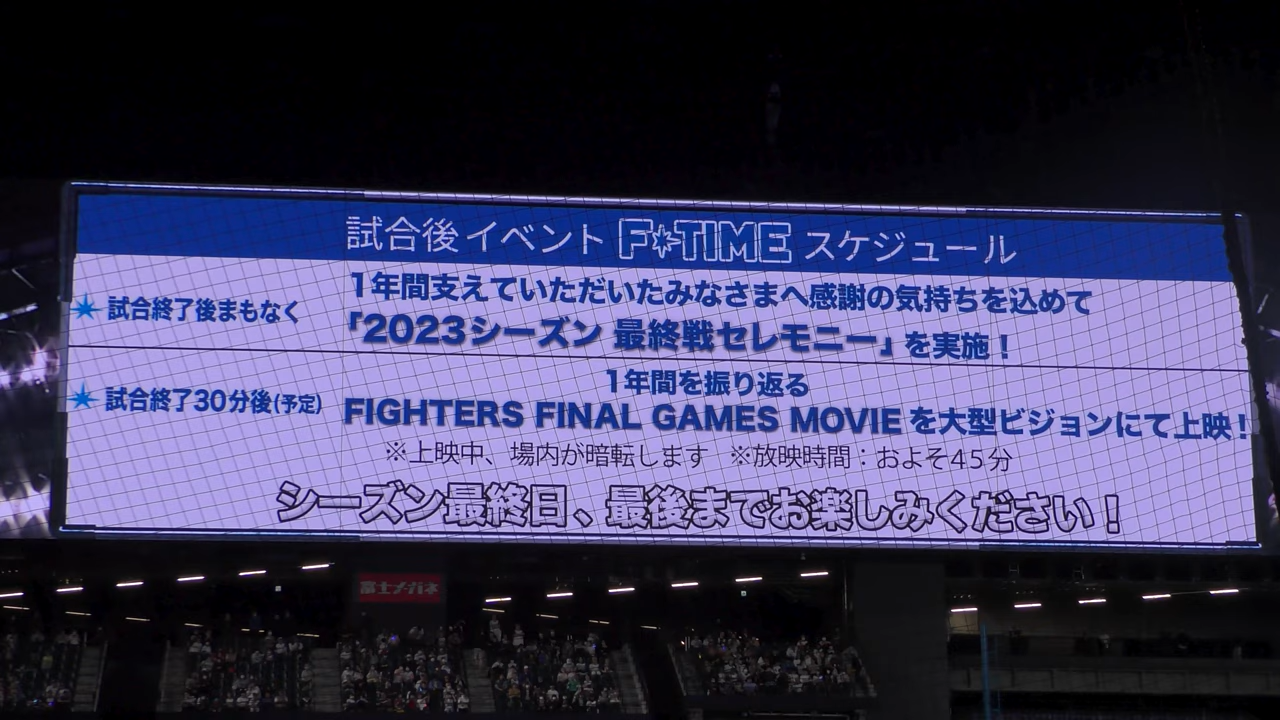 試合後イベント F*TIME スケジュール
試合終了後まもなく
1年間支えていただいたみなさまへ感謝の気持ちを込めて
「2023シーズン 最終戦セレモニー」を実施！
試合終了30分後(予定)
1年間を振り返る
FIGHTERS FINAL GAMES MOVIEを大型ビジョンにて上映！
※上映中、場内が暗転します ※放映時間：およそ45分
シーズン最終日、最後までお楽しみください！
富士メガネ